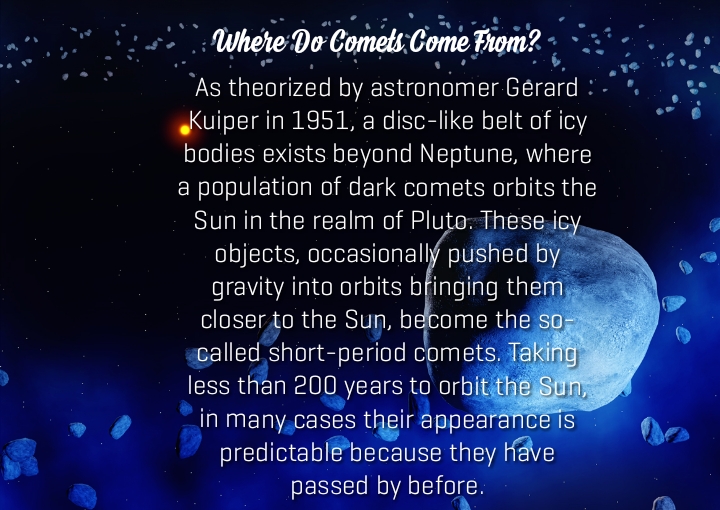 Where Do Comets Come From?
As theorized by astronomer Gerard
Kuiper in 1951, a disc-like belt of icy
bodies exists beyond Neptune, where
a population of dark comets orbits the
Sun in the realm of Pluto. These icy
objects, occasionally pushed by
gravity into orbits bringing them
closer to the Sun, become the so-
called short-period comets. Taking
less than 200 years to orbit the Sun,
in many cases their appearance is
predictable because they have
passed by before.